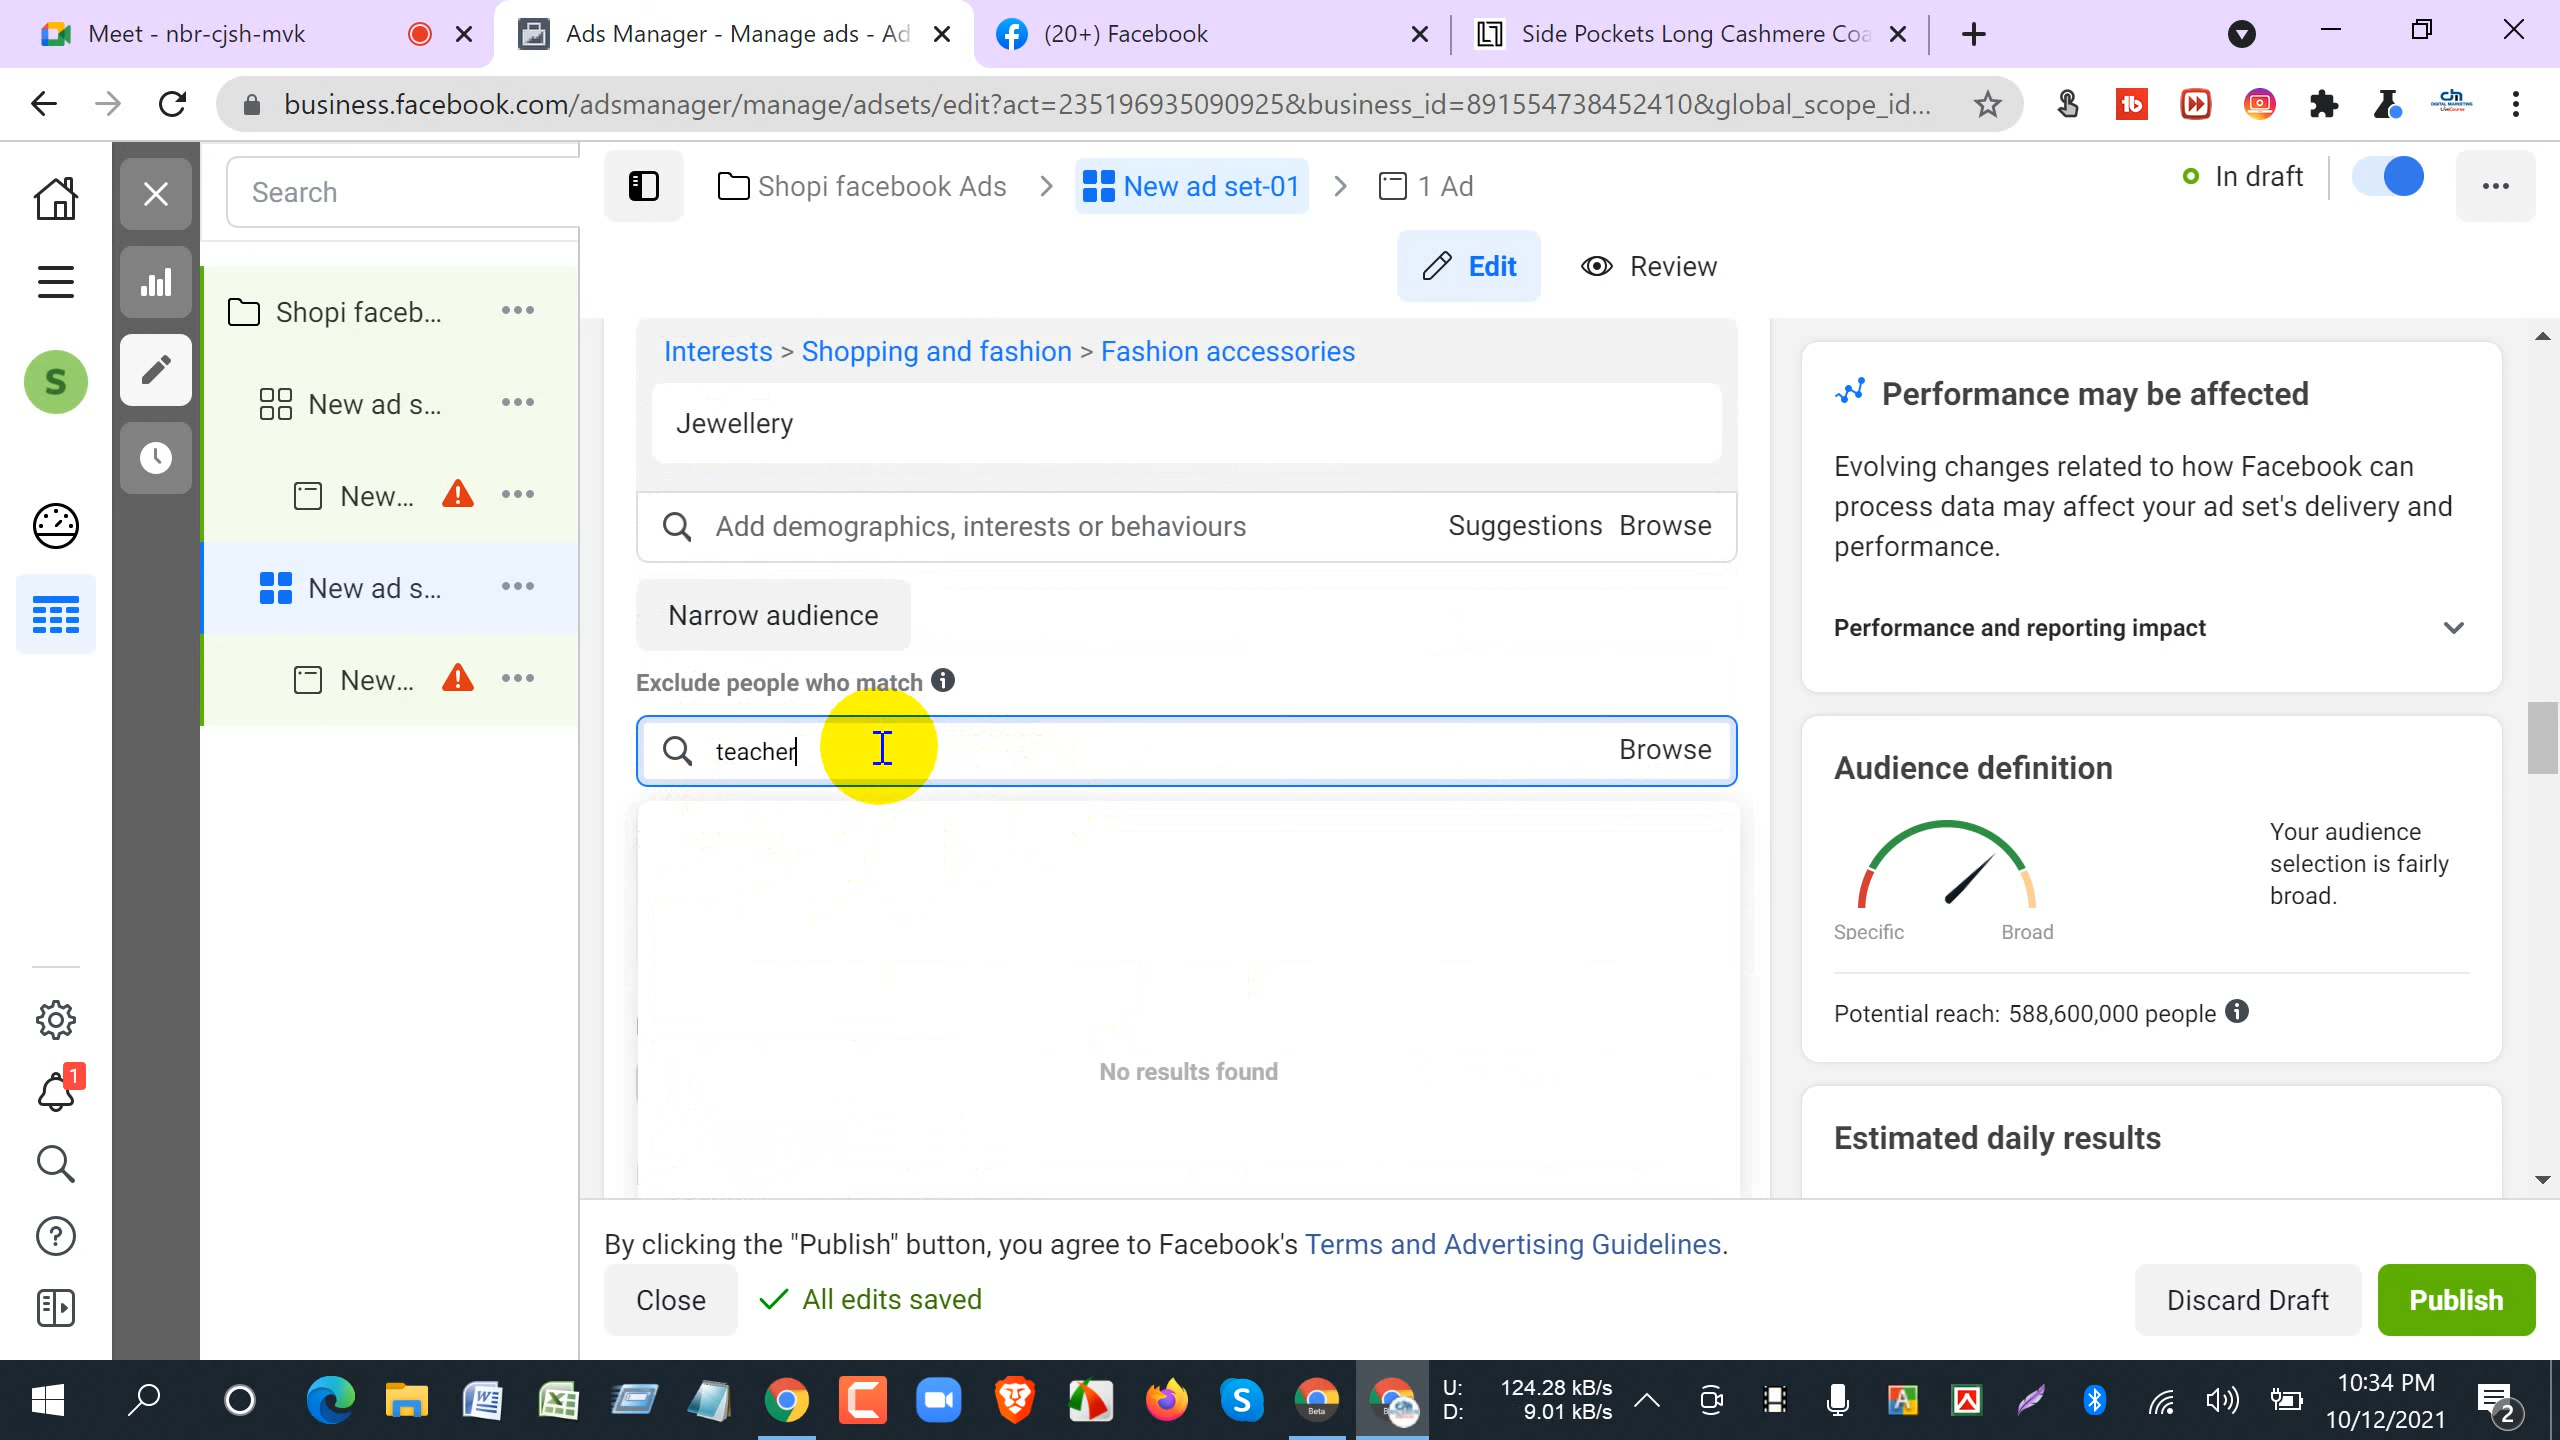 Meet - nbr-cjsh-mvk
Ads Manager - Manage ads - Ad
(20+) Facebook
Side Pockets Long Cashmere Coa
business.facebook.com/adsmanager/manage/adsets/edit?act=235196935090925&business_id=891554738452410&global_scope_id...
Search
Shopi facebook Ads
New ad set-01
1 Ad
In draft
Edit
Review
S
Shopi faceb...
New ad s...
New...
New ad s...
New...
Interests > Shopping and fashion > Fashion accessories
Jewellery
Add demographics, interests or behaviours
Suggestions
Browse
Narrow audience
Exclude people who match
teacher
Browse
No results found
Performance may be affected
Evolving changes related to how Facebook can
process data may affect your ad set's delivery and
performance.
Performance and reporting impact
Audience definition
Your audience
selection is fairly
broad.
Specific
Broad
Potential reach: 588,600,000 people
Estimated daily results
1
By clicking the "Publish" button, you agree to Facebook's Terms and Advertising Guidelines.
Close
All edits saved
Discard Draft
Publish
U: 124.28 kB/s
D: 9.01 kB/s
10:34 PM
10/12/2021
2